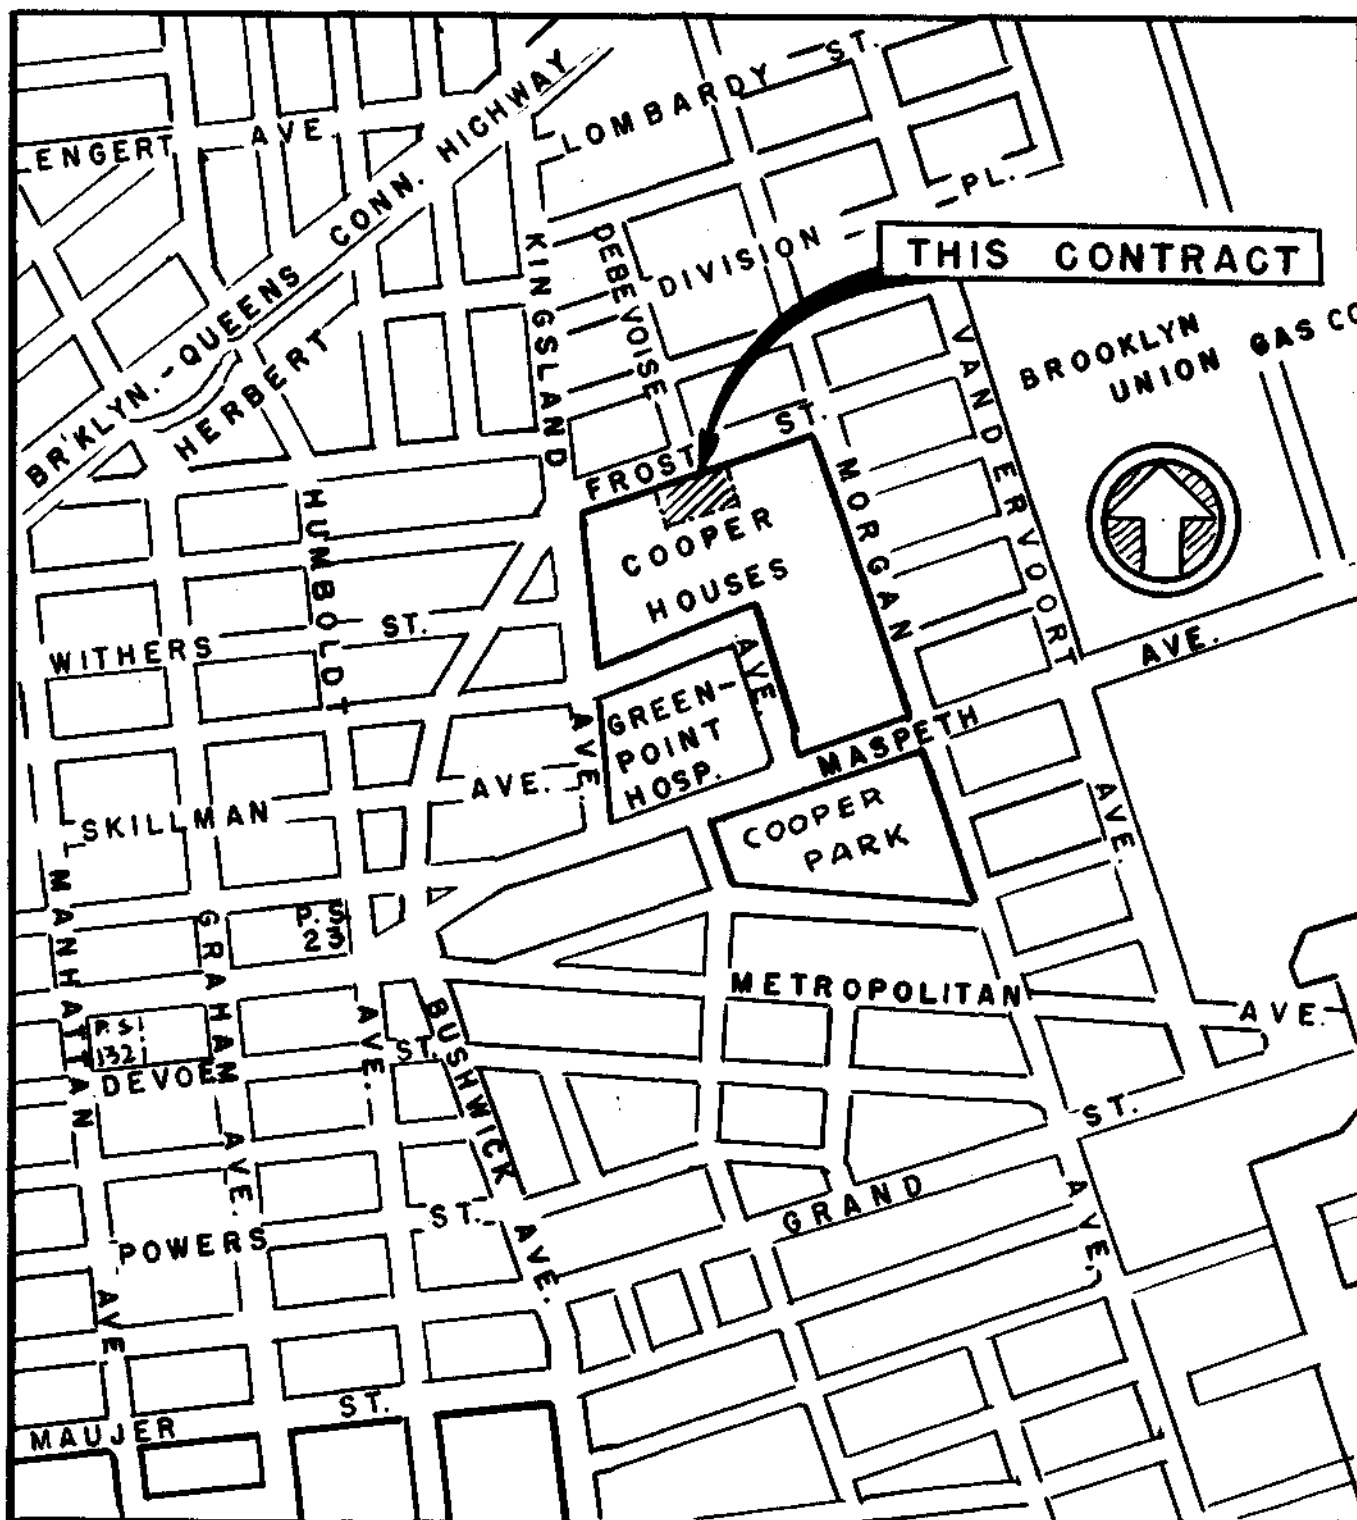 LOMBARDY ST.
ENGERT AVE
BR'KLYN.-QUEENS CONN. HIGHWAY
PL.
DIVISION
KINGSLAND
DEBEVOISE
THIS CONTRACT
HERBERT
VANDERVOORT
BROOKLYN
UNION GAS CO
FROST ST.
MORGAN
HUMBOLDT
COOPER
HOUSES
WITHERS ST.
AVE.
AVE.
GREEN-
POINT
HOSP.
AVE.
MASPETH
AVE.
SKILLMAN
AVE.
COOPER
PARK
MANHATTAN
GRAHAM
P.S
23
METROPOLITAN
AVE.
BUSHWICK
AVE.
P.S
132
DEVOE
ST.
ST.
AVE.
GRAND
AVE.
POWERS
ST.
AVE.
AVE
MAUJER
ST.